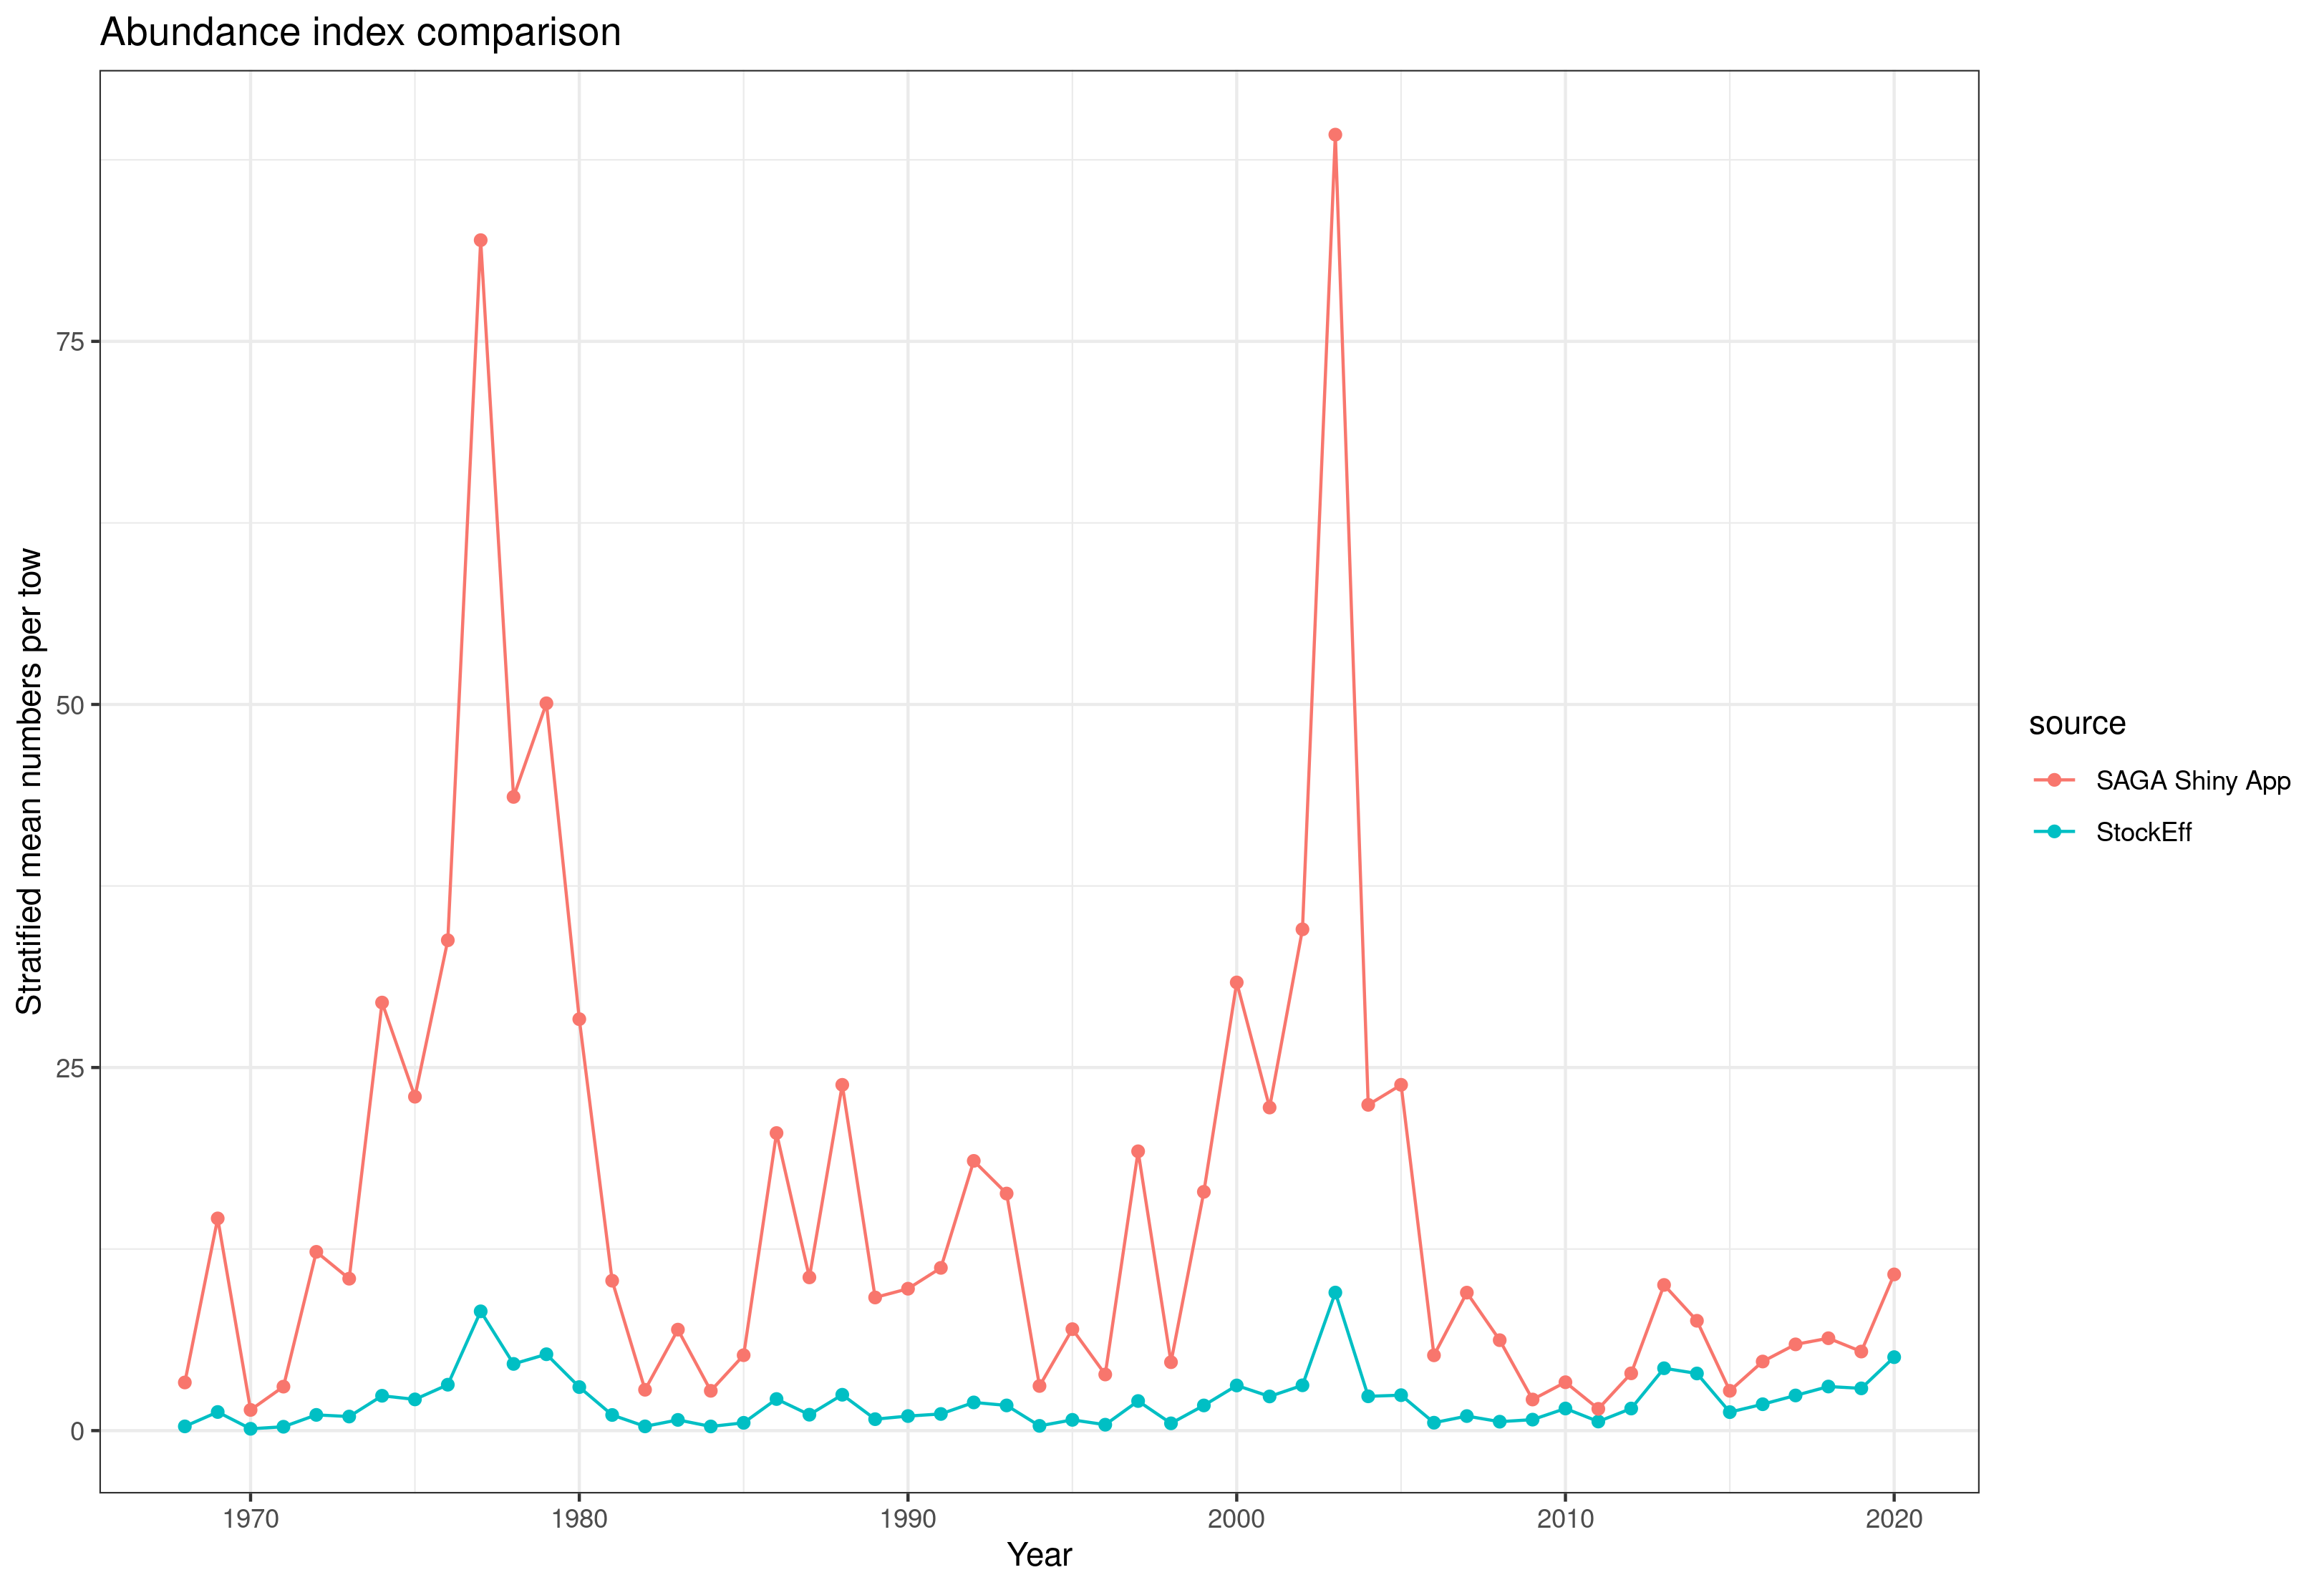 Abundance index comparison
Stratified mean numbers per tow
75
50
25
0
1970 1980 1990 2000 2010 2020
Year
source
SAGA Shiny App
StockEff